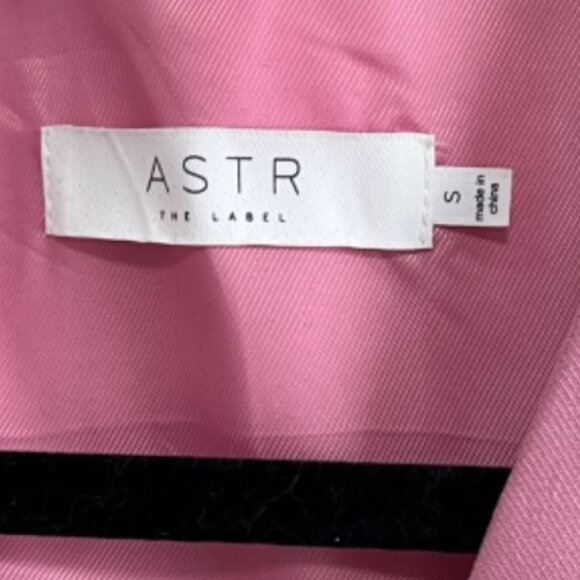 ASTR
THE LABEL
S
made in
china